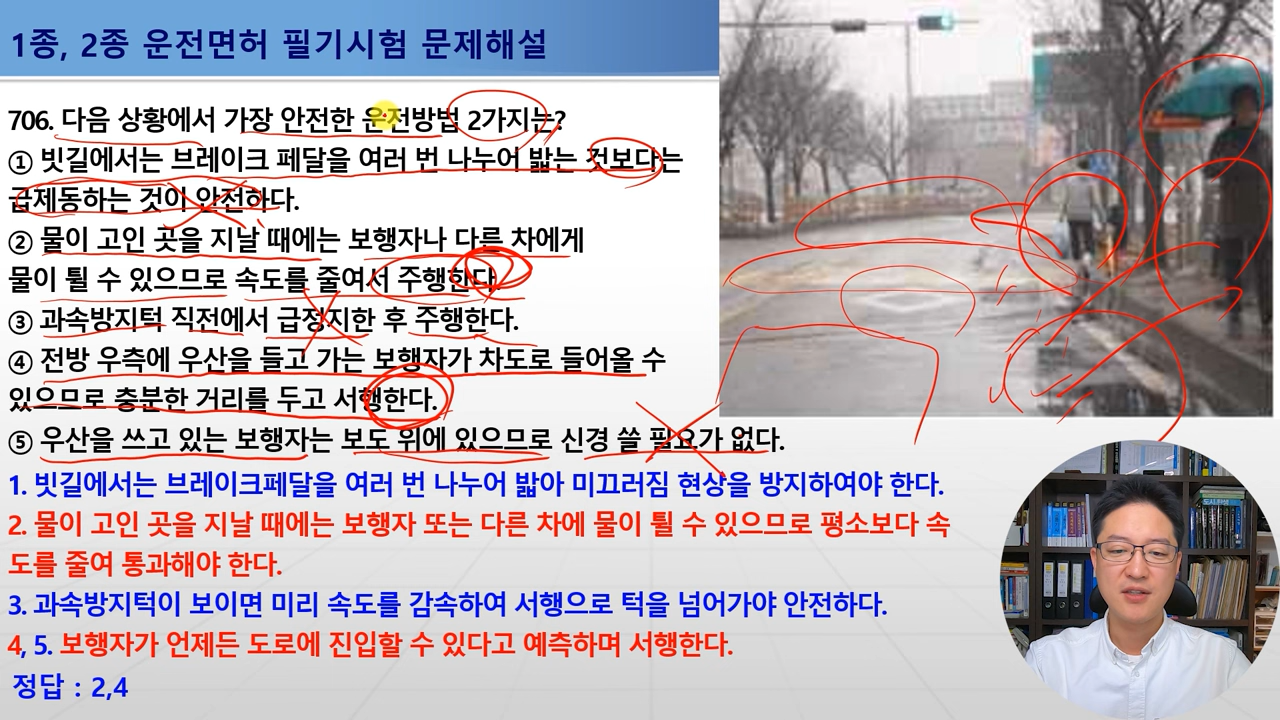 1종, 2종 운전면허 필기시험 문제해설
706. 다음 상황에서 가장 안전한 운전방법 2가지는?
① 빗길에서는 브레이크 페달을 여러 번 나누어 밟는 것보다는
급제동하는 것이 안전하다.
② 물이 고인 곳을 지날 때에는 보행자나 다른 차에게
물이 튈 수 있으므로 속도를 줄여서 주행한다.
③ 과속방지턱 직전에서 급정지한 후 주행한다.
④ 전방 우측에 우산을 들고 가는 보행자가 차도로 들어올 수
있으므로 충분한 거리를 두고 서행한다.
⑤ 우산을 쓰고 있는 보행자는 보도 위에 있으므로 신경 쓸 필요가 없다.
1. 빗길에서는 브레이크페달을 여러 번 나누어 밟아 미끄러짐 현상을 방지하여야 한다.
2. 물이 고인 곳을 지날 때에는 보행자 또는 다른 차에 물이 튈 수 있으므로 평소보다 속
도를 줄여 통과해야 한다.
3. 과속방지턱이 보이면 미리 속도를 감속하여 서행으로 턱을 넘어가야 안전하다.
4, 5. 보행자가 언제든 도로에 진입할 수 있다고 예측하며 서행한다.
정답 : 2,4